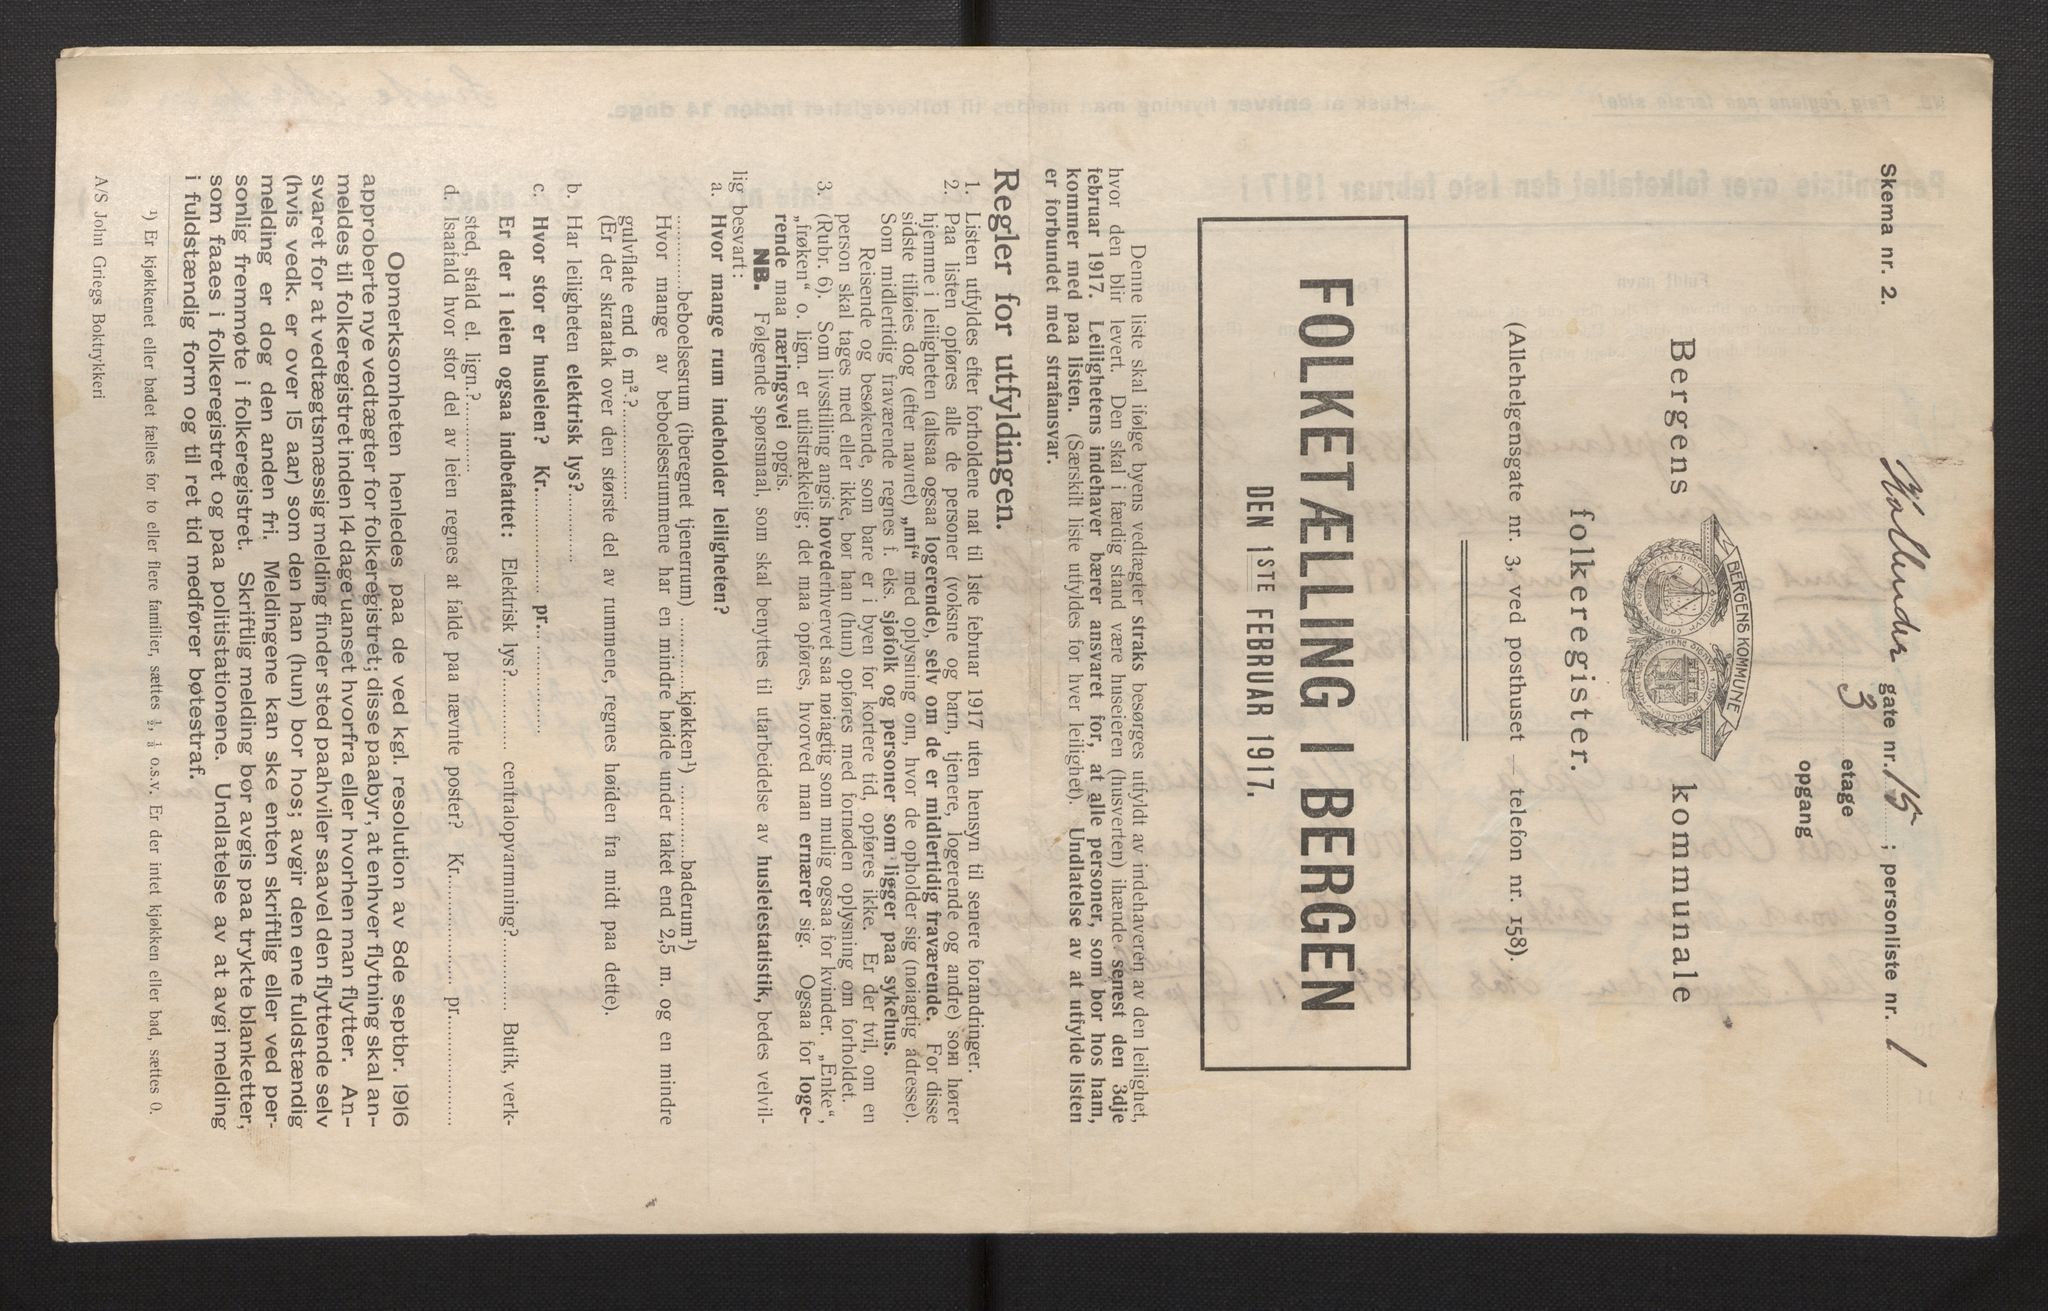 Skema nr. 2.
Hollender gate nr. 15 ; personliste nr. 1
3 etage
opgang
BERGENS KOMMUNE
Bergens kommunale
folkeregister.
(Allehelgensgate nr. 3 ved posthuset — telefon nr. 158).
FOLKETÆLLING I BERGEN
DEN 1STE FEBRUAR 1917.
Denne liste skal ifølge byens vedtægter straks besørges utfyldt av indehaveren av den leilighet,
hvor den blir levert. Den skal i færdig stand være huseieren (husverten) ihænde senest den 3dje
februar 1917. Leilighetens indehaver bærer ansvaret for, at alle personer, som bor hos ham,
kommer med paa listen. (Særskilt liste utfyldes for hver leilighet). Undlatelse av at utfylde listen
er forbundet med strafansvar.
Regler for utfyldingen.
1. Listen utfyldes efter forholdene nat til 1ste februar 1917 uten hensyn til senere forandringer.
2. Paa listen opføres alle de personer (voksne og barn, tjenere, logerende og andre) som hører
hjemme i leiligheten (altsaa ogsaa logerende), selv om de er midlertidig fraværende. For disse
sidste tilføies dog (efter navnet) „mf“ med oplysning om, hvor de opholder sig (nøiagtig adresse).
Som midlertidig fraværende regnes f. eks. sjøfolk og personer som ligger paa sykehus.
Reisende og besøkende, som bare er i byen for kortere tid, opføres ikke. Er der tvil, om en
person skal tages med eller ikke, bør han (hun) opføres med fornøden oplysning om forholdet.
3. (Rubr. 6). Som livsstilling angis hovederhvervet saa nøiagtig som mulig ogsaa for kvinder. „Enke“,
„frøken“ o. lign. er utilstrækkelig; det maa opføres, hvorved man ernærer sig. Ogsaa for loge-
rende maa næringsvei opgis.
NB. Følgende spørsmaal, som skal benyttes til utarbeidelse av husleiestatistik, bedes velvil-
lig besvart:
a. Hvor mange rum indeholder leiligheten?
............beboelsesrum (iberegnet tjenerum) ............kjøkken¹) ............baderum¹)
Hvor mange av beboelsesrummene har en mindre høide under taket end 2,5 m. og en mindre
gulvflate end 6 m².?............
(Er der skraatak over den største del av rummene, regnes høiden fra midt paa dette).
b. Har leiligheten elektrisk lys?............
c. Hvor stor er husleien? Kr.................. pr..................
Er der i leien ogsaa indbefattet: Elektrisk lys?............ centralopvarmning?............ Butik, verk-
sted, stald el. lign.?............
d. Isaafald hvor stor del av leien regnes at falde paa nævnte poster? Kr.................. pr..................
Opmerksomheten henledes paa de ved kgl. resolution av 8de septbr. 1916
approberte nye vedtægter for folkeregistret; disse paabyr, at enhver flytning skal an-
meldes til folkeregistret inden 14 dage uanset hvorfra eller hvorhen man flytter. An-
svaret for at vedtægtsmæssig melding finder sted paahviler saavel den flyttende selv
(hvis vedk. er over 15 aar) som den han (hun) bor hos; avgir den ene fuldstændig
melding er dog den anden fri. Meldingene kan ske enten skriftlig eller ved per-
sonlig fremmøte i folkeregistret. Skriftlig melding bør avgis paa trykte blanketter,
som faaes i folkeregistret og paa politistationene. Undlatelse av at avgi melding
i fuldstændig form og til ret tid medfører bøtestraf.
¹) Er kjøkkenet eller badet fælles for to eller flere familier, sættes ½, ⅓ o.s.v. Er der intet kjøkken eller bad, sættes 0.
A/S John Griegs Boktrykkeri